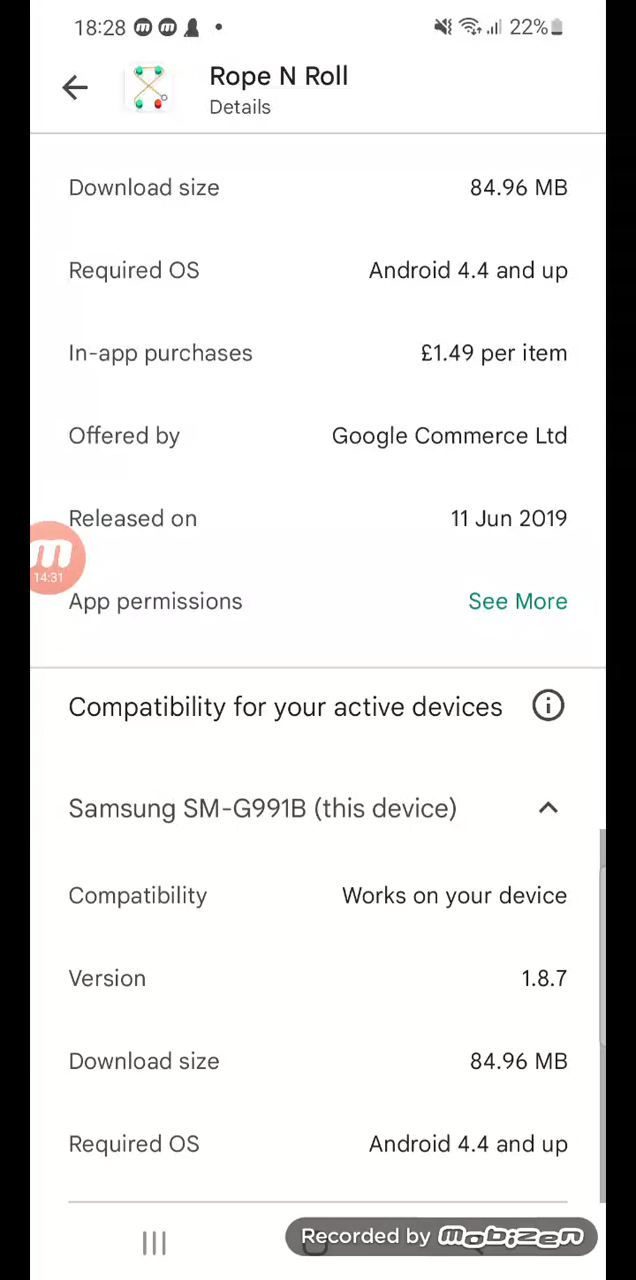 18:28 22%
Rope N Roll
Details
Download size 84.96 MB
Required OS Android 4.4 and up
In-app purchases £1.49 per item
Offered by Google Commerce Ltd
Released on 11 Jun 2019
m
14:31
App permissions See More
Compatibility for your active devices
Samsung SM-G991B (this device)
Compatibility Works on your device
Version 1.8.7
Download size 84.96 MB
Required OS Android 4.4 and up
Recorded by mobizen